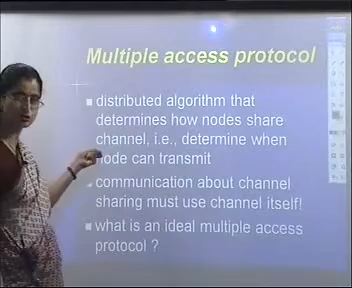 Multiple access protocol
distributed algorithm that
determines how nodes share
channel, i.e., determine when
node can transmit
communication about channel
sharing must use channel itself!
what is an ideal multiple access
protocol ?